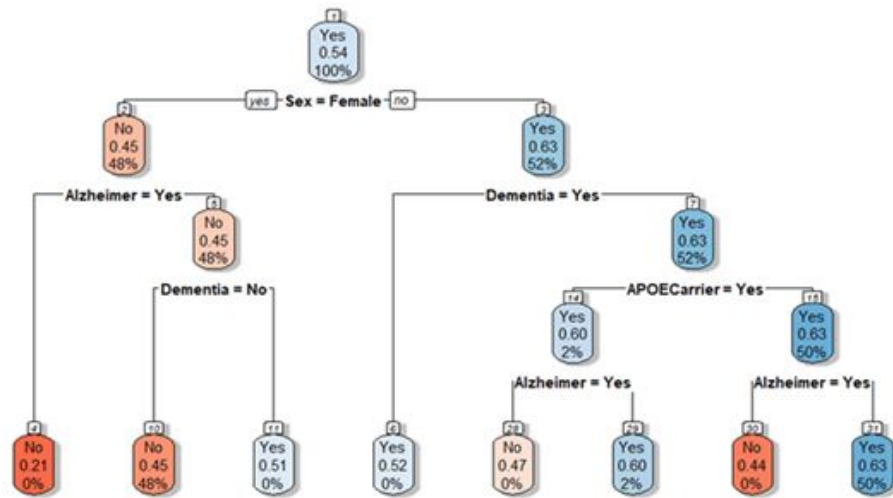 1
Yes
0.54
100%
yes Sex = Female no
2
No
0.45
48%
3
Yes
0.63
52%
Alzheimer = Yes
Dementia = Yes
5
No
0.45
48%
7
Yes
0.63
52%
Dementia = No
APOECarrier = Yes
14
Yes
0.60
2%
15
Yes
0.63
50%
Alzheimer = Yes
Alzheimer = Yes
4
No
0.21
0%
10
No
0.45
48%
11
Yes
0.51
0%
6
Yes
0.52
0%
28
No
0.47
0%
29
Yes
0.60
2%
30
No
0.44
0%
31
Yes
0.63
50%